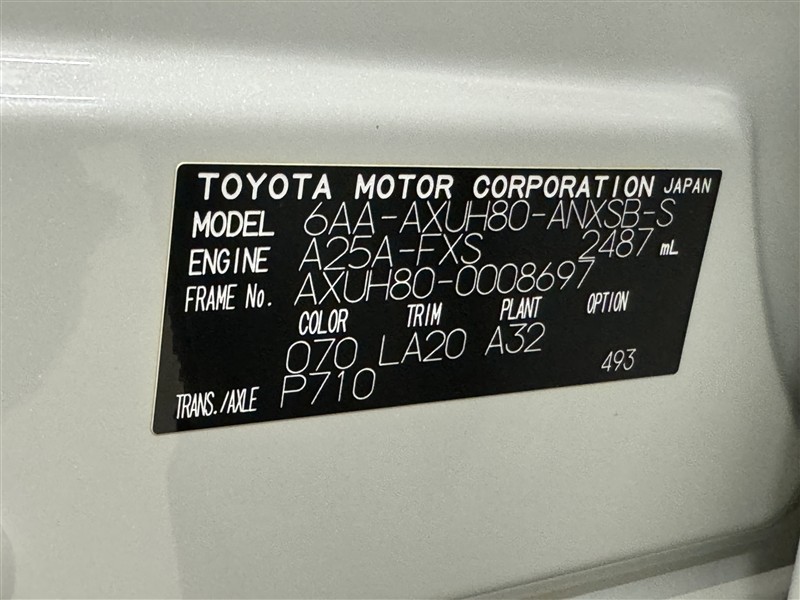 TOYOTA MOTOR CORPORATION JAPAN
MODEL 6AA-AXUH80-ANXSB-S
ENGINE A25A-FXS 2487 mL
FRAME No. AXUH80-0008697
COLOR TRIM PLANT OPTION
070 LA20 A32 493
TRANS./AXLE P710